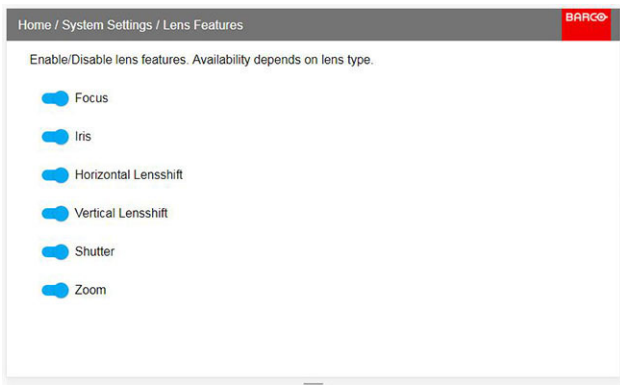 Home / System Settings / Lens Features
BARCO
Enable/Disable lens features. Availability depends on lens type.
Focus
Iris
Horizontal Lensshift
Vertical Lensshift
Shutter
Zoom